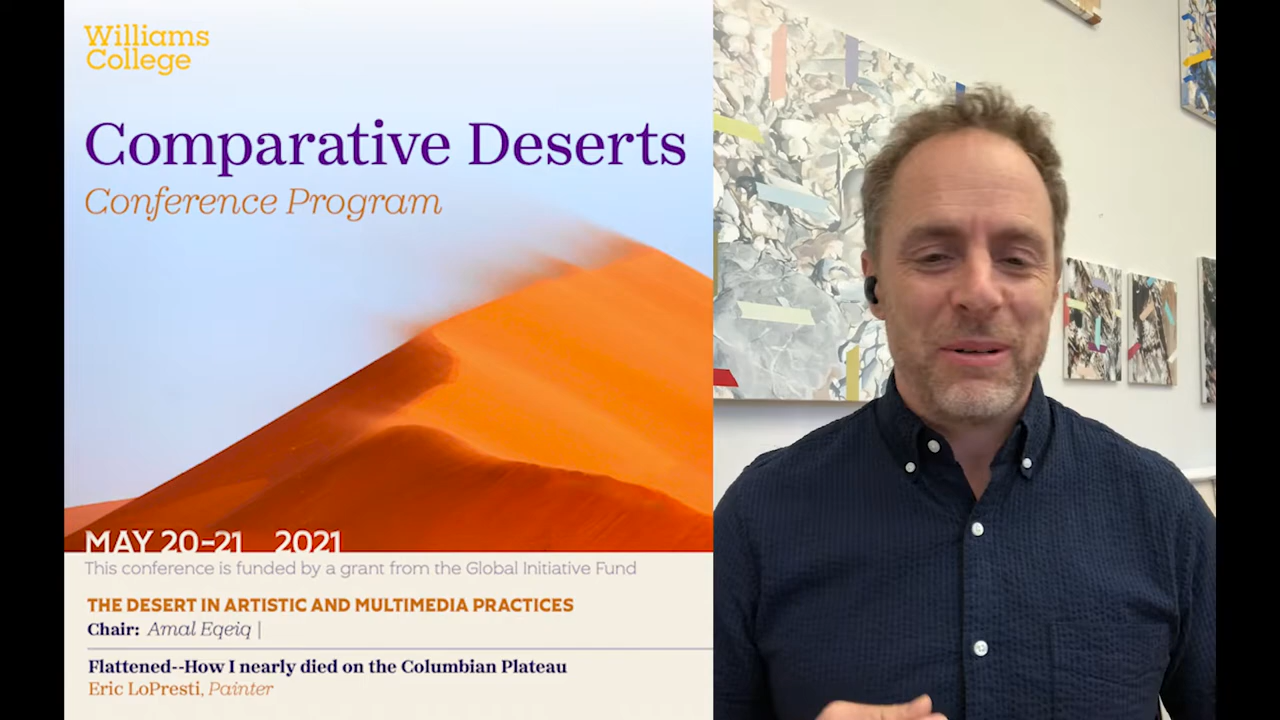 Williams
College
Comparative Deserts
Conference Program
MAY 20-21 2021
This conference is funded by a grant from the Global Initiative Fund
THE DESERT IN ARTISTIC AND MULTIMEDIA PRACTICES
Chair: Amal Eqeiq |
Flattened--How I nearly died on the Columbian Plateau
Eric LoPresti, Painter